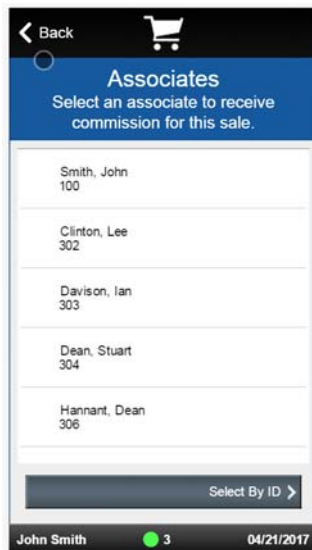 Back
Associates
Select an associate to receive
commission for this sale.
Smith, John
100
Clinton, Lee
302
Davison, Ian
303
Dean, Stuart
304
Hannant, Dean
306
Select By ID
John Smith 3 04/21/2017